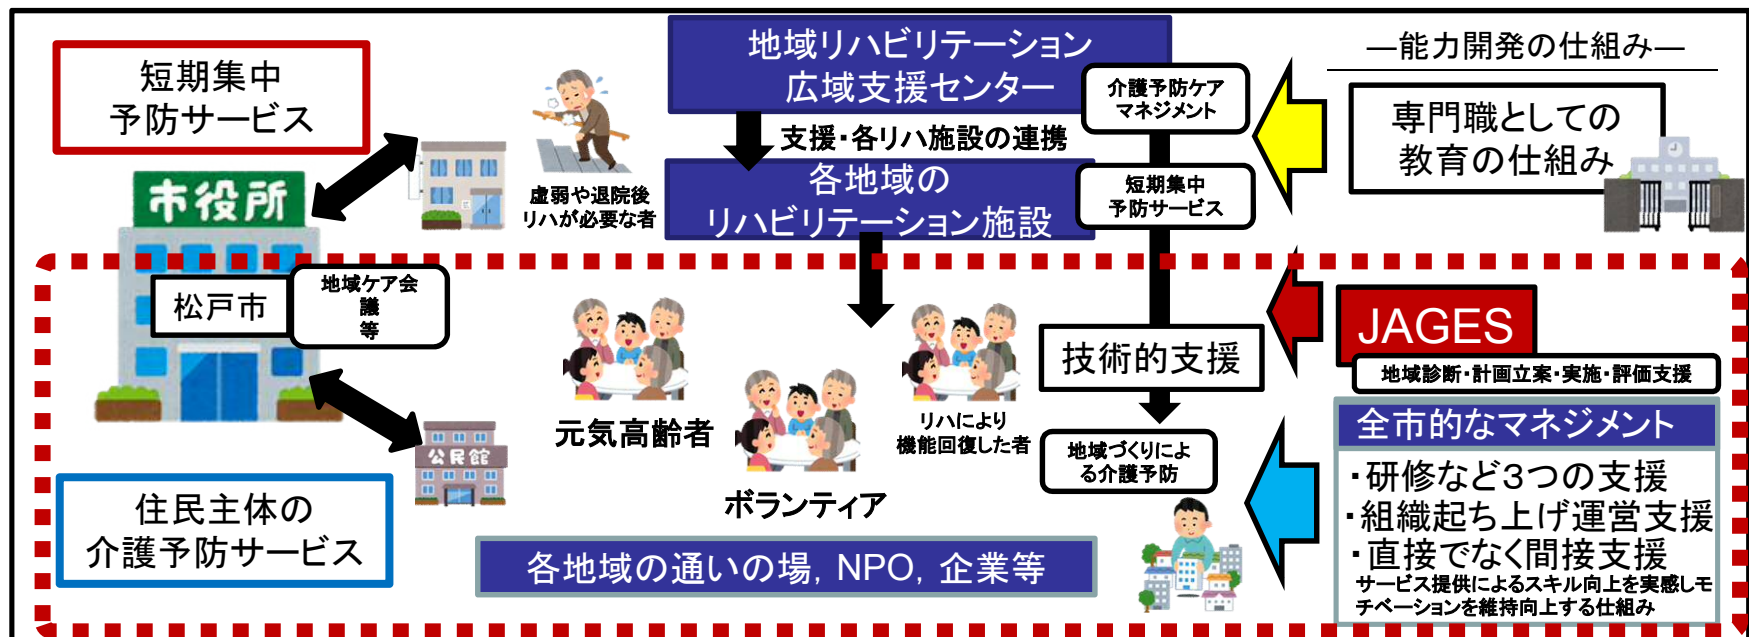 短期集中
予防サービス
市役所
松戸市
地域ケア会
議
等
公民館
住民主体の
介護予防サービス
虚弱や退院後
リハが必要な者
地域リハビリテーション
広域支援センター
支援・各リハ施設の連携
各地域の
リハビリテーション施設
介護予防ケア
マネジメント
短期集中
予防サービス
元気高齢者
ボランティア
リハにより
機能回復した者
技術的支援
地域づくりによ
る介護予防
各地域の通いの場，NPO，企業等
―能力開発の仕組み―
専門職としての
教育の仕組み
JAGES
地域診断・計画立案・実施・評価支援
全市的なマネジメント
・研修など３つの支援
・組織起ち上げ運営支援
・直接でなく間接支援
サービス提供によるスキル向上を実感しモ
チベーションを維持向上する仕組み